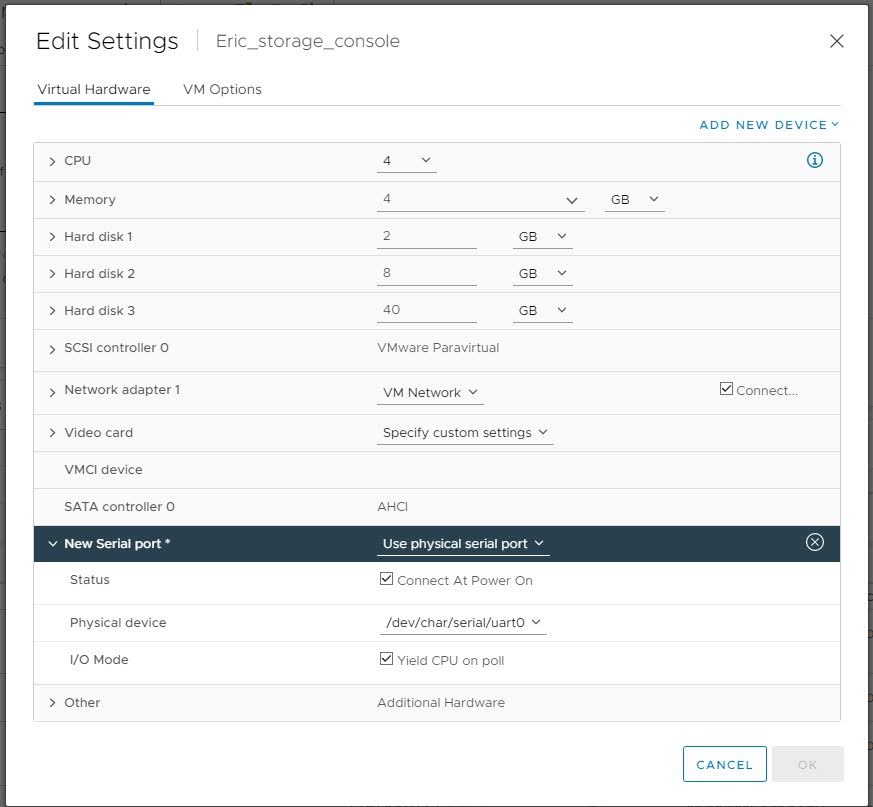 Edit Settings | Eric_storage_console
Virtual Hardware VM Options
ADD NEW DEVICE
CPU 4
Memory 4 GB
Hard disk 1 2 GB
Hard disk 2 8 GB
Hard disk 3 40 GB
SCSI controller 0 VMware Paravirtual
Network adapter 1 VM Network Connect...
Video card Specify custom settings
VMCI device
SATA controller 0 AHCI
New Serial port * Use physical serial port
Status Connect At Power On
Physical device /dev/char/serial/uart0
I/O Mode Yield CPU on poll
Other Additional Hardware
CANCEL OK